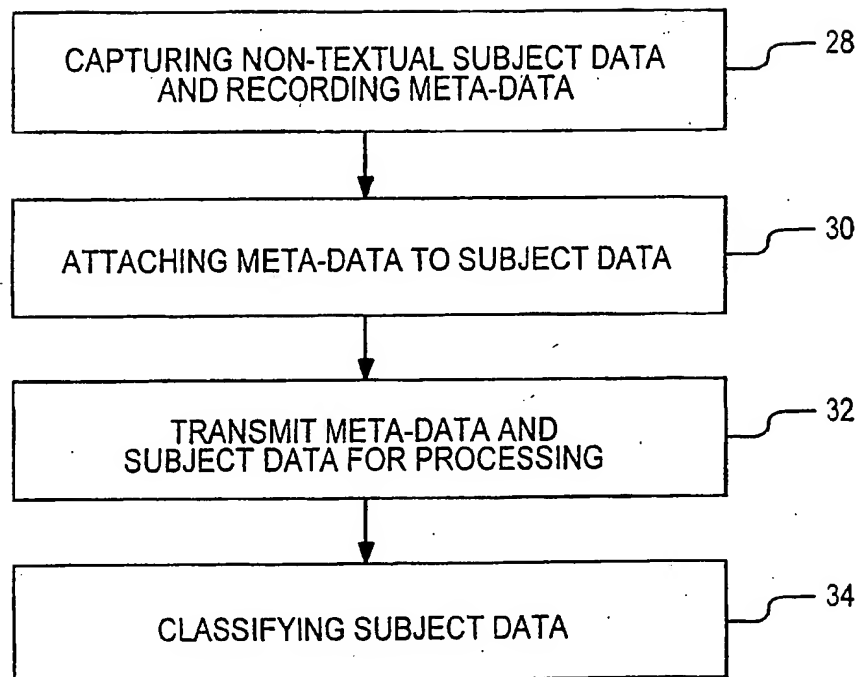 CAPTURING NON-TEXTUAL SUBJECT DATA
AND RECORDING META-DATA
28
ATTACHING META-DATA TO SUBJECT DATA
30
TRANSMIT META-DATA AND
SUBJECT DATA FOR PROCESSING
32
CLASSIFYING SUBJECT DATA
34